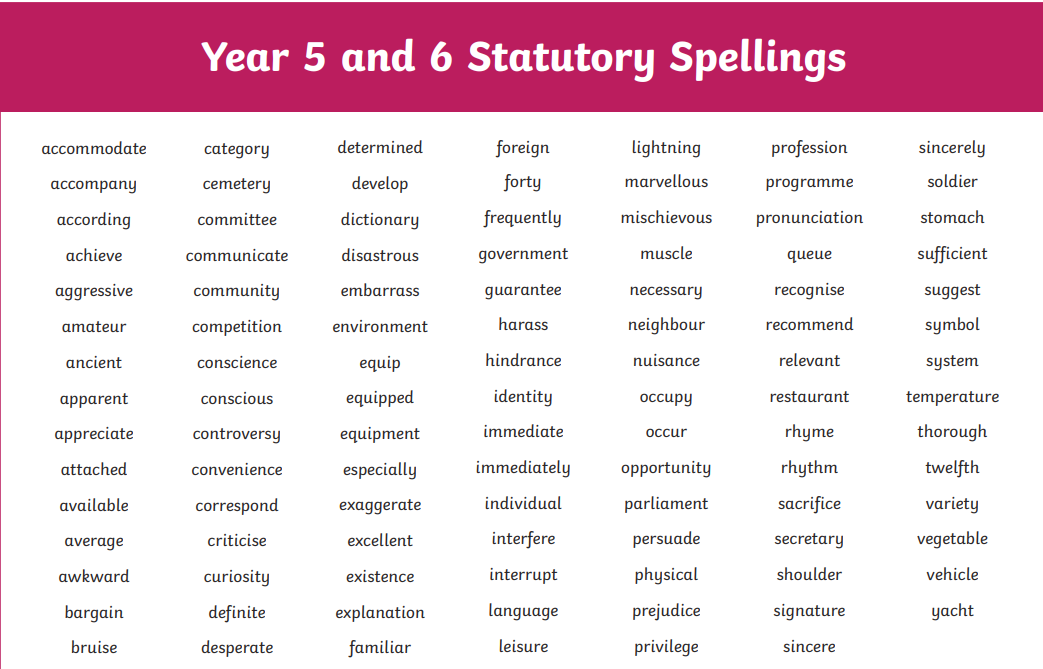 Year 5 and 6 Statutory Spellings
accommodate category determined foreign lightning profession sincerely
accompany cemetery develop forty marvellous programme soldier
according committee dictionary frequently mischievous pronunciation stomach
achieve communicate disastrous government muscle queue sufficient
aggressive community embarrass guarantee necessary recognise suggest
amateur competition environment harass neighbour recommend symbol
ancient conscience equip hindrance nuisance relevant system
apparent conscious equipped identity occupy restaurant temperature
appreciate controversy equipment immediate occur rhyme thorough
attached convenience especially immediately opportunity rhythm twelfth
available correspond exaggerate individual parliament sacrifice variety
average criticise excellent interfere persuade secretary vegetable
awkward curiosity existence interrupt physical shoulder vehicle
bargain definite explanation language prejudice signature yacht
bruise desperate familiar leisure privilege sincere